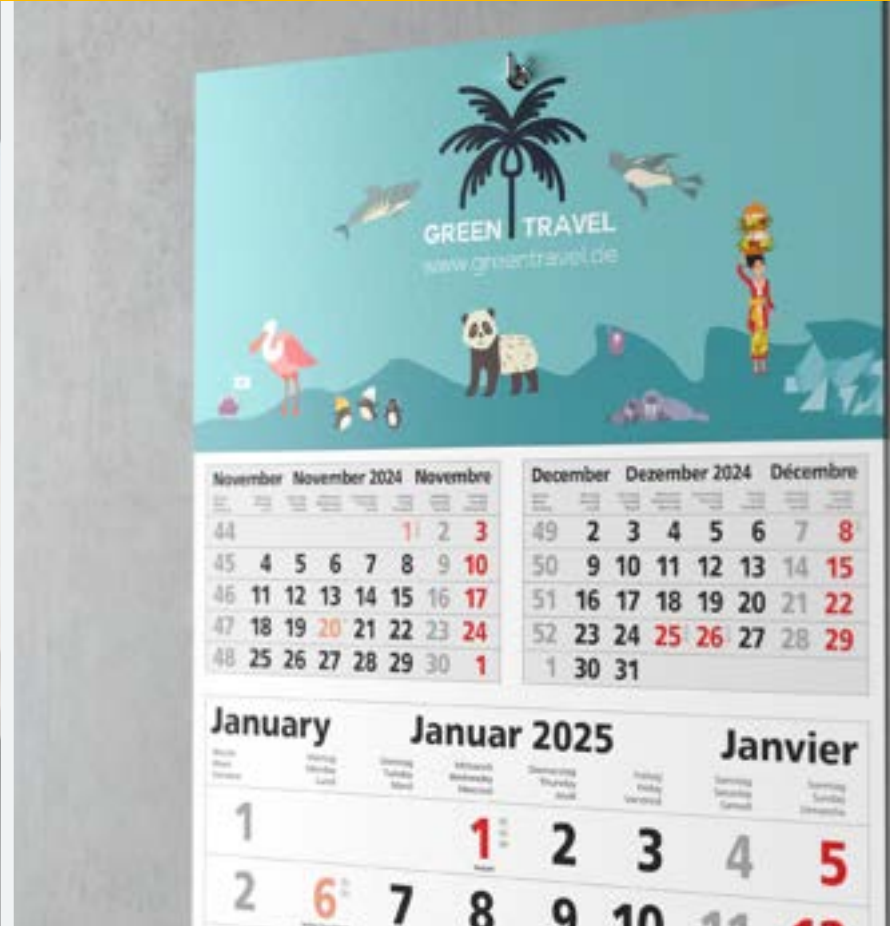 GREEN TRAVEL
www.greentravel.de
November November 2024 Novembre
44 1 2 3
45 4 5 6 7 8 9 10
46 11 12 13 14 15 16 17
47 18 19 20 21 22 23 24
48 25 26 27 28 29 30 1
December Dezember 2024 Décembre
49 2 3 4 5 6 7 8
50 9 10 11 12 13 14 15
51 16 17 18 19 20 21 22
52 23 24 25 26 27 28 29
1 30 31
January Januar 2025 Janvier
1 1 2 3 4 5
2 6 7 8 9 10 11 12